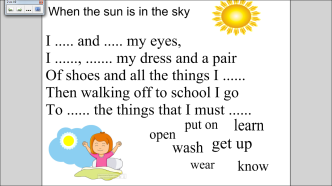 When the sun is in the sky
I ..... and ..... my eyes,
I ......, ....... my dress and a pair
Of shoes and all the things I ......
Then walking off to school I go
To ...... the things that I must ......
put on learn
open
wash get up
wear know